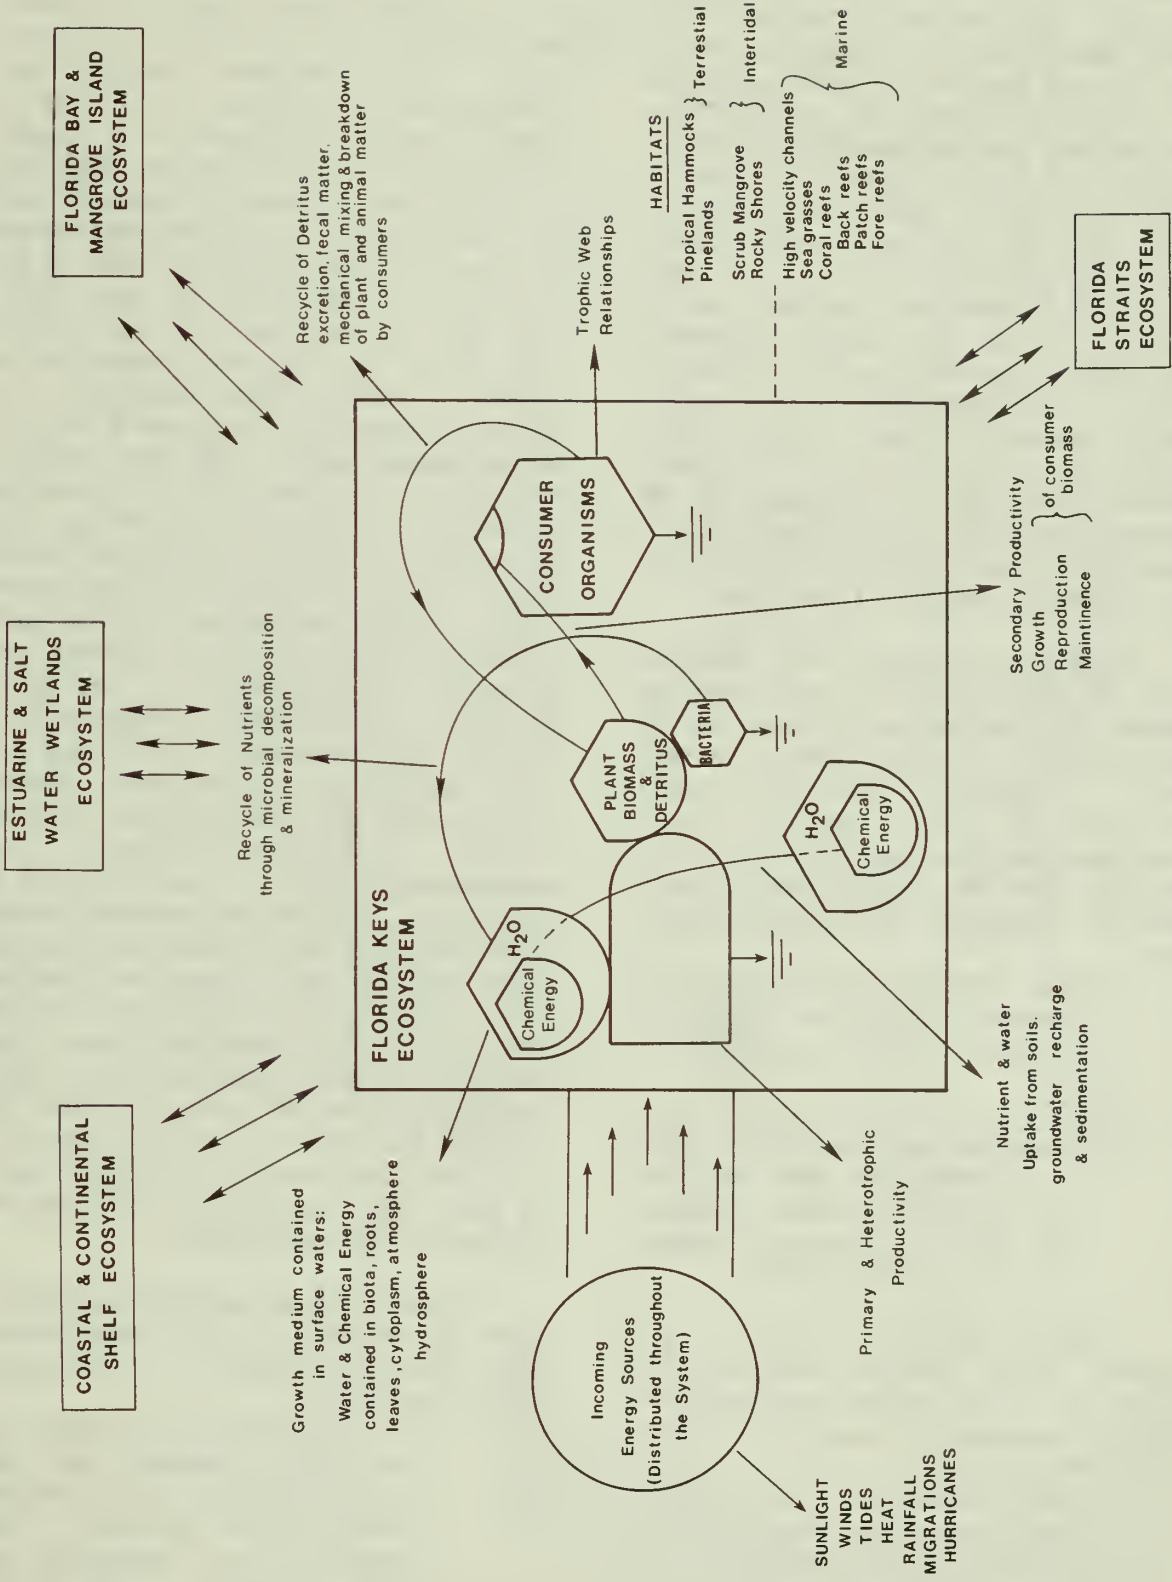 COASTAL & CONTINENTAL
SHELF ECOSYSTEM
ESTUARINE & SALT
WATER WETLANDS
ECOSYSTEM
FLORIDA BAY &
MANGROVE ISLAND
ECOSYSTEM
Growth medium contained
in surface waters:
Water & Chemical Energy
contained in biota, roots,
leaves, cytoplasm, atmosphere
hydrosphere
Recycle of Nutrients
through microbial decomposition
& mineralization
Recycle of Detritus
excretion, fecal matter,
mechanical mixing & breakdown
of plant and animal matter
by consumers
FLORIDA KEYS
ECOSYSTEM
H2O
Chemical
Energy
PLANT
BIOMASS
&
DETRITUS
BACTERIA
CONSUMER
ORGANISMS
H2O
Chemical
Energy
Trophic Web
Relationships
Incoming
Energy Sources
(Distributed throughout
the System)
SUNLIGHT
WINDS
TIDES
HEAT
RAINFALL
MIGRATIONS
HURRICANES
Primary & Heterotrophic
Productivity
Nutrient & water
Uptake from soils.
groundwater recharge
& sedimentation
Secondary Productivity
Growth
Reproduction
Maintinence
of consumer
biomass
HABITATS
Tropical Hammocks } Terrestial
Pinelands
Scrub Mangrove } Intertidal
Rocky Shores
High velocity channels
Sea grasses
Coral reefs
Back reefs
Patch reefs
Fore reefs
} Marine
FLORIDA
STRAITS
ECOSYSTEM